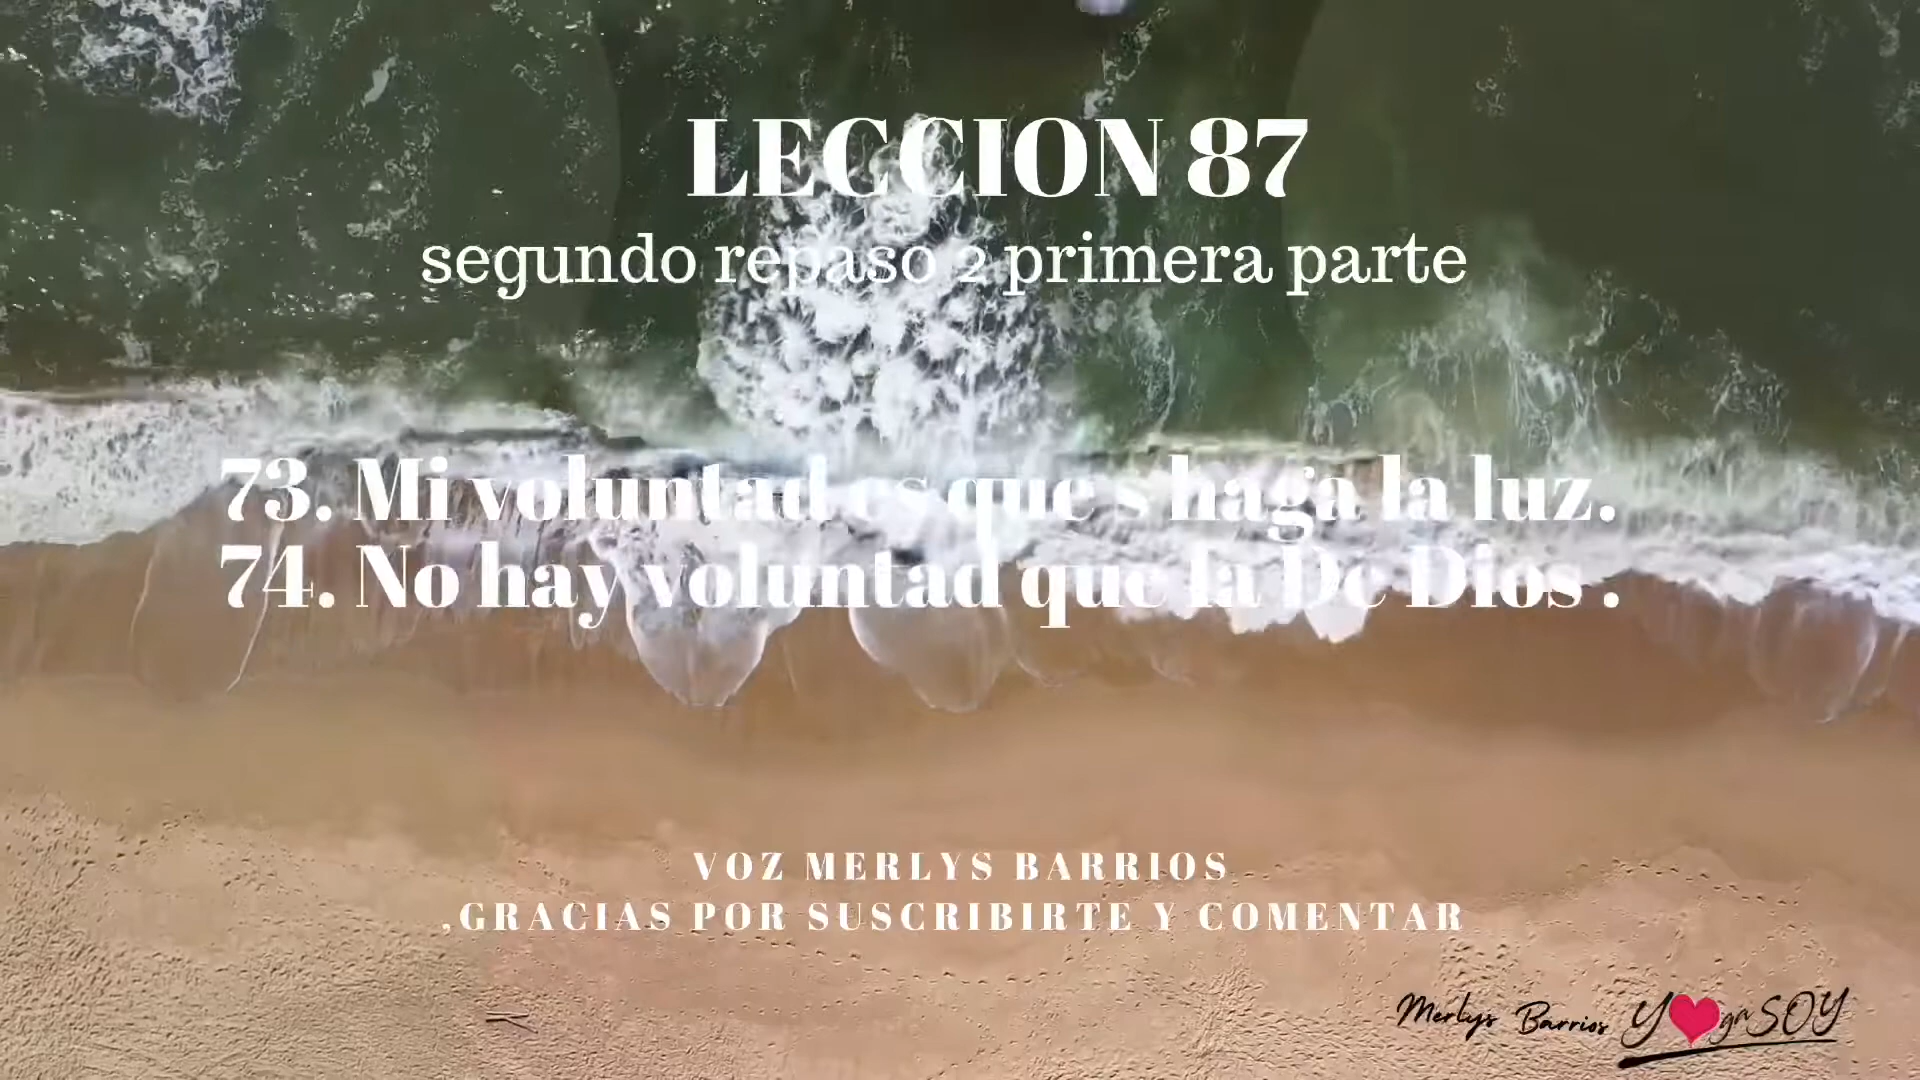 LECCION 87
segundo repaso 2 primera parte
73. Mi voluntad es que s haga la luz.
74. No hay voluntad que la De Dios .
VOZ MERLYS BARRIOS
,GRACIAS POR SUSCRIBIRTE Y COMENTAR
Merlys Barrios Y❤gaSOY